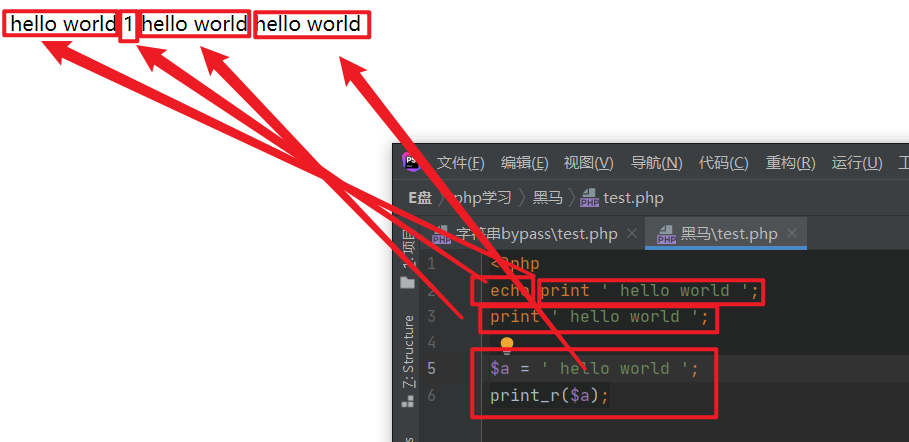 hello world 1 hello world hello world
PS 文件(F) 编辑(E) 视图(V) 导航(N) 代码(C) 重构(R) 运行(U) 工
E盘 php学习 黑马 test.php
字符串bypass\test.php 黑马\test.php
1: 项目
7: Structure
1 <?php
2 echo print ' hello world ';
3 print ' hello world ';
4
5 $a = ' hello world ';
6 print_r($a);